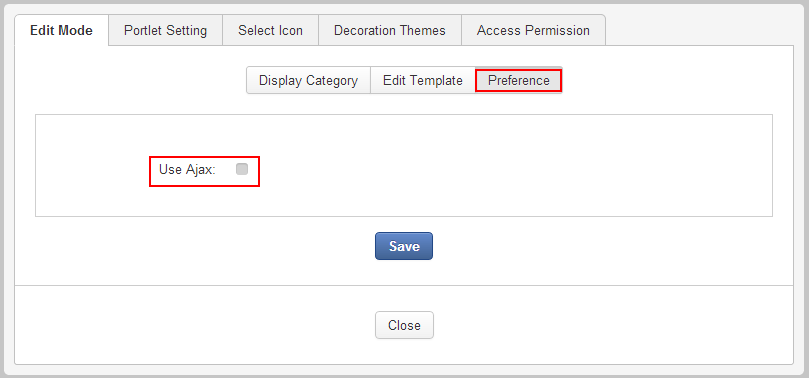 Edit Mode Portlet Setting Select Icon Decoration Themes Access Permission
Display Category Edit Template Preference
Use Ajax:
Save
Close